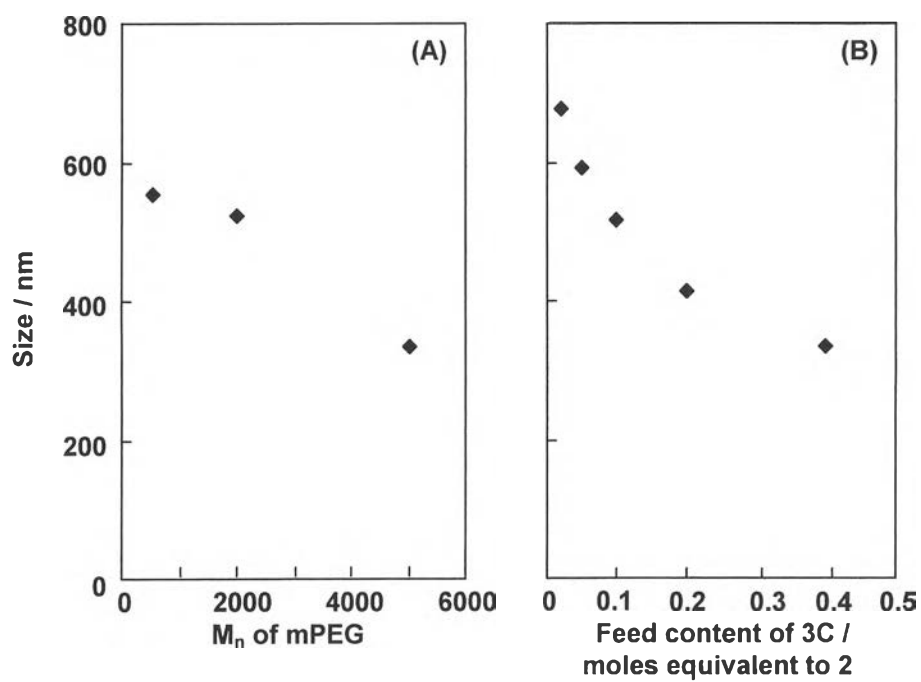 Size / nm
800
600
400
200
0
(A)
0 2000 4000 6000
Mn of mPEG
(B)
0 0.1 0.2 0.3 0.4 0.5
Feed content of 3C /
moles equivalent to 2